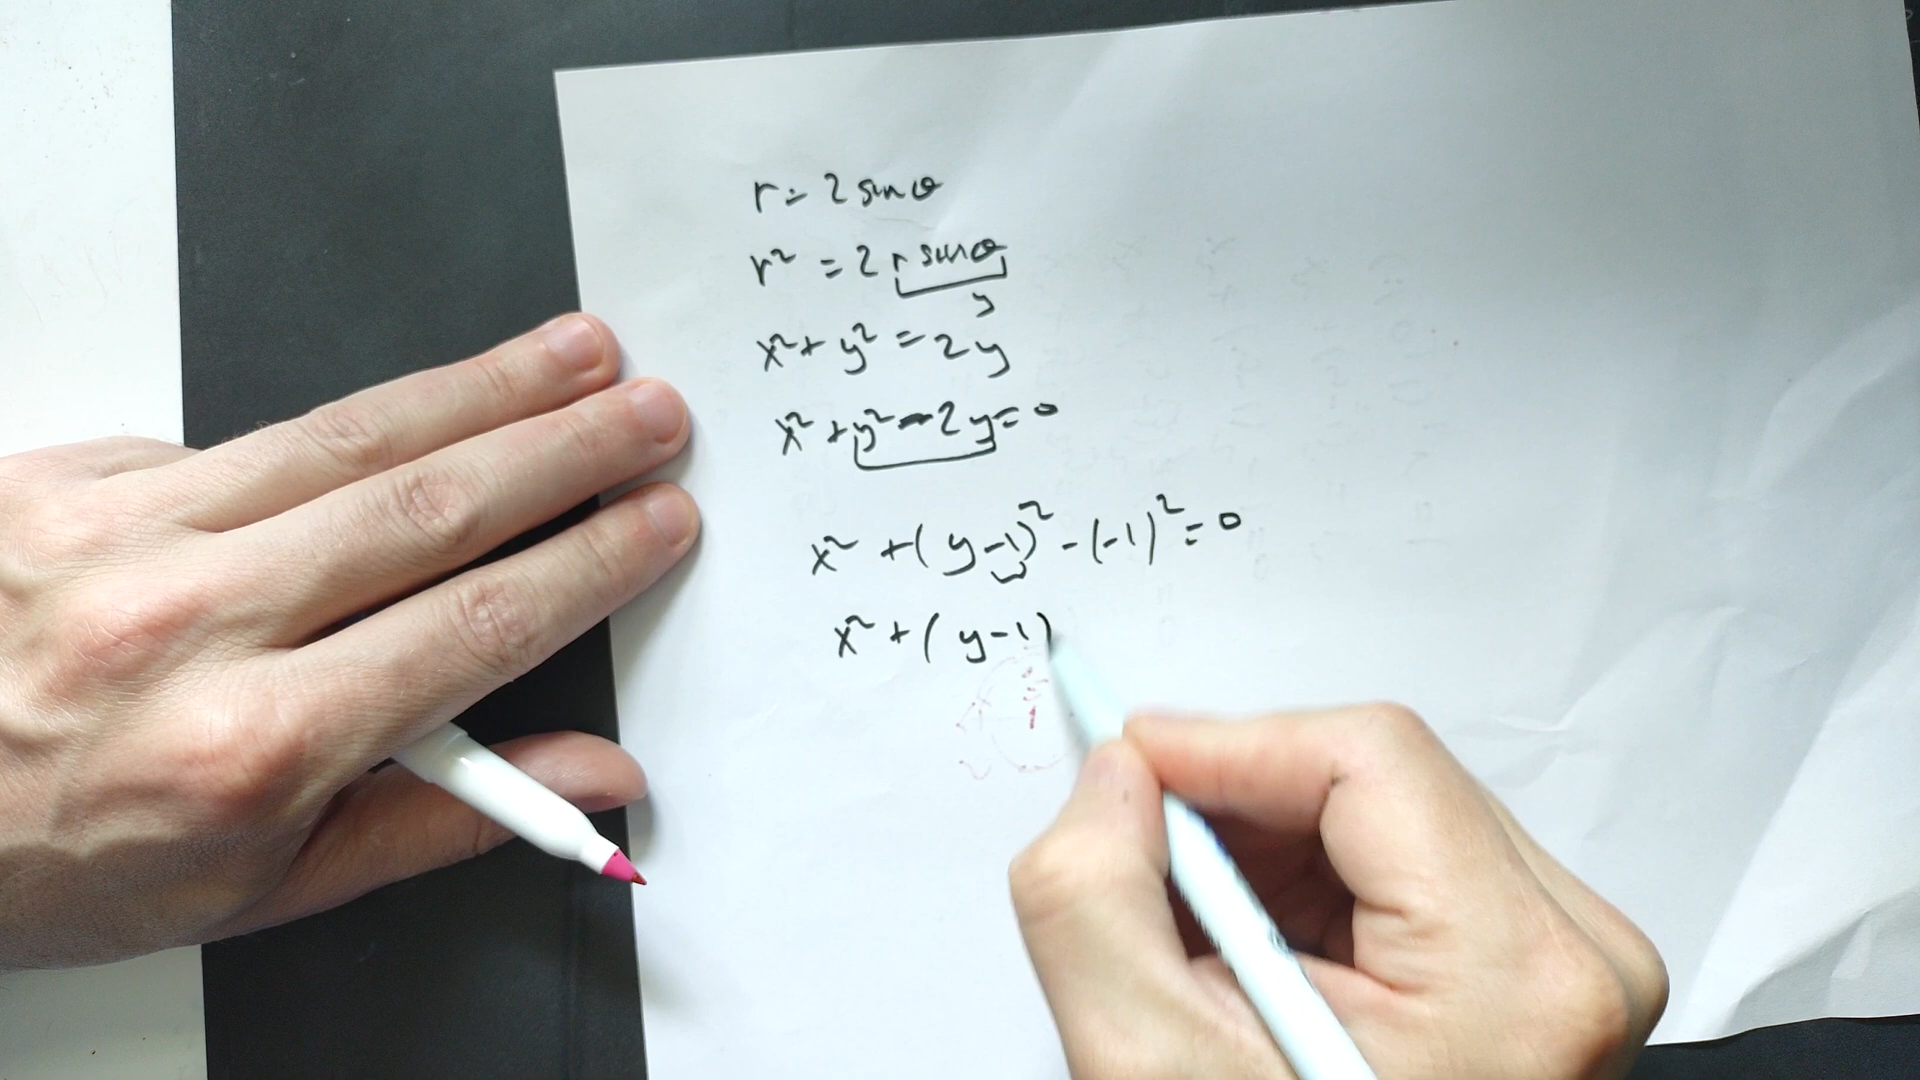 r = 2 sin θ
r² = 2 r sin θ
y
x² + y² = 2y
x² + y² - 2y = 0
x² + (y-1)² - (-1)² = 0
x² + (y-1)